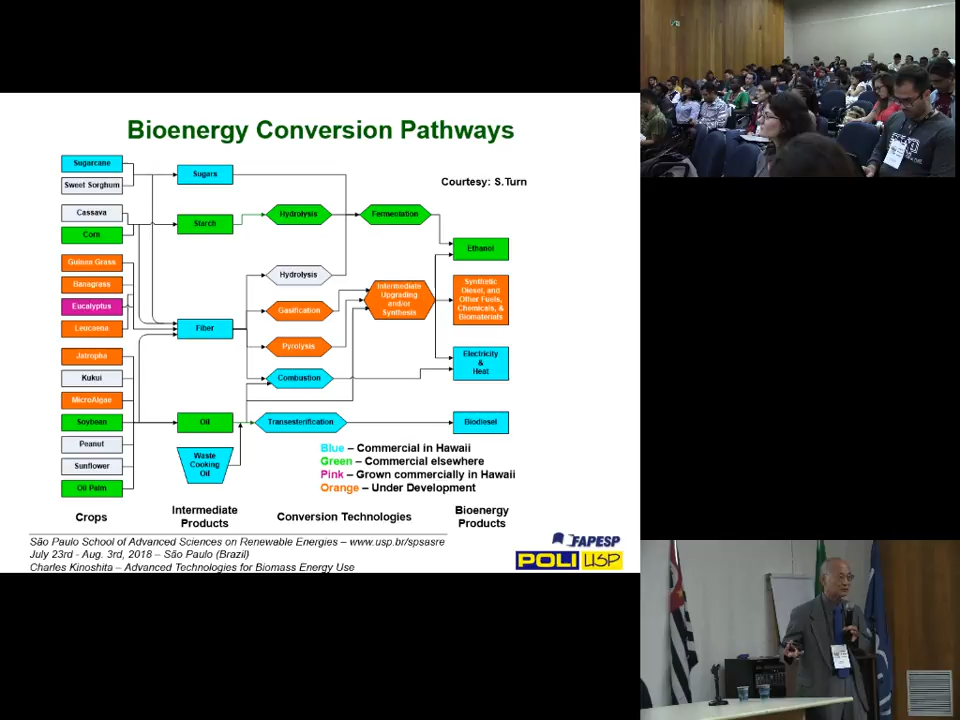 Bioenergy Conversion Pathways
Courtesy: S.Turn
Sugarcane
Sweet Sorghum
Cassava
Corn
Guinea Grass
Banagrass
Eucalyptus
Leucaena
Jatropha
Kukui
MicroAlgae
Soybean
Peanut
Sunflower
Oil Palm
Crops
Sugars
Starch
Fiber
Oil
Waste
Cooking
Oil
Intermediate
Products
Hydrolysis
Fermentation
Hydrolysis
Gasification
Pyrolysis
Combustion
Transesterification
Intermediate
Upgrading
and/or
Synthesis
Conversion Technologies
Ethanol
Synthetic
Diesel, and
Other Fuels,
Chemicals, &
Biomaterials
Electricity
&
Heat
Biodiesel
Bioenergy
Products
Blue – Commercial in Hawaii
Green – Commercial elsewhere
Pink – Grown commercially in Hawaii
Orange – Under Development
São Paulo School of Advanced Sciences on Renewable Energies – www.usp.br/spsasre
July 23rd - Aug. 3rd, 2018 – São Paulo (Brazil)
Charles Kinoshita – Advanced Technologies for Biomass Energy Use
FAPESP
POLI USP